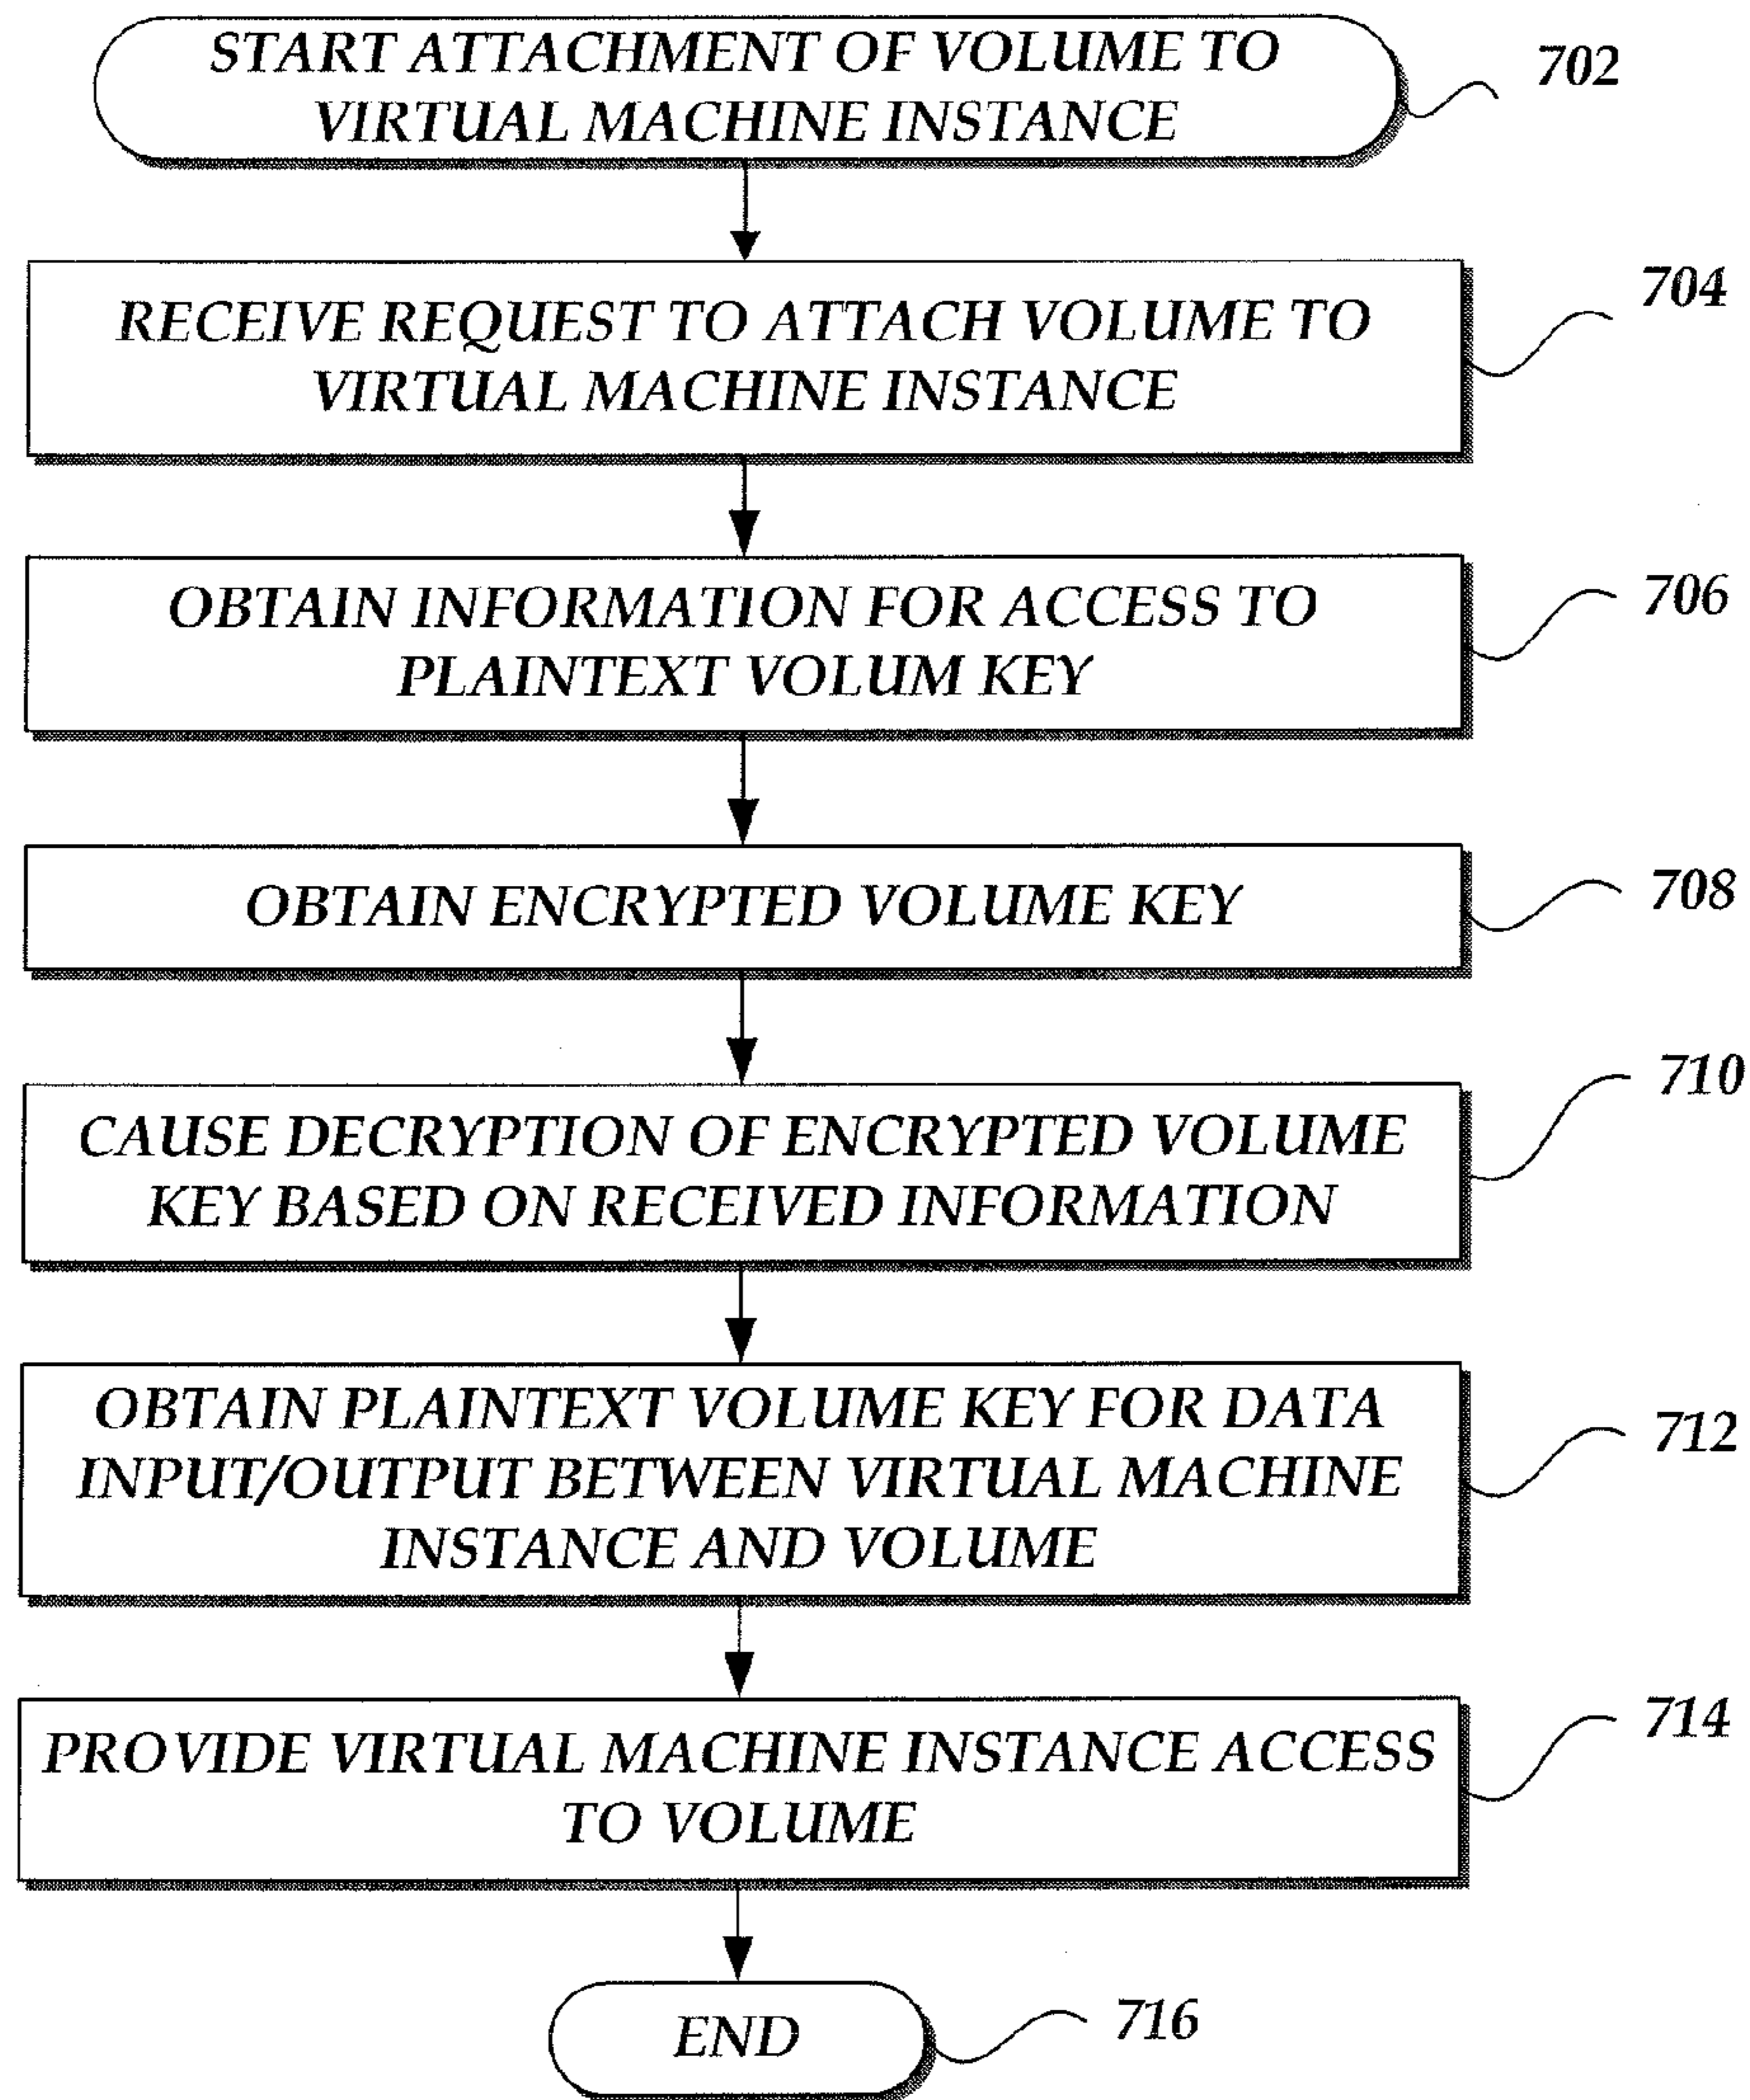 START ATTACHMENT OF VOLUME TO
VIRTUAL MACHINE INSTANCE
702
RECEIVE REQUEST TO ATTACH VOLUME TO
VIRTUAL MACHINE INSTANCE
704
OBTAIN INFORMATION FOR ACCESS TO
PLAINTEXT VOLUM KEY
706
OBTAIN ENCRYPTED VOLUME KEY
708
CAUSE DECRYPTION OF ENCRYPTED VOLUME
KEY BASED ON RECEIVED INFORMATION
710
OBTAIN PLAINTEXT VOLUME KEY FOR DATA
INPUT/OUTPUT BETWEEN VIRTUAL MACHINE
INSTANCE AND VOLUME
712
PROVIDE VIRTUAL MACHINE INSTANCE ACCESS
TO VOLUME
714
END
716